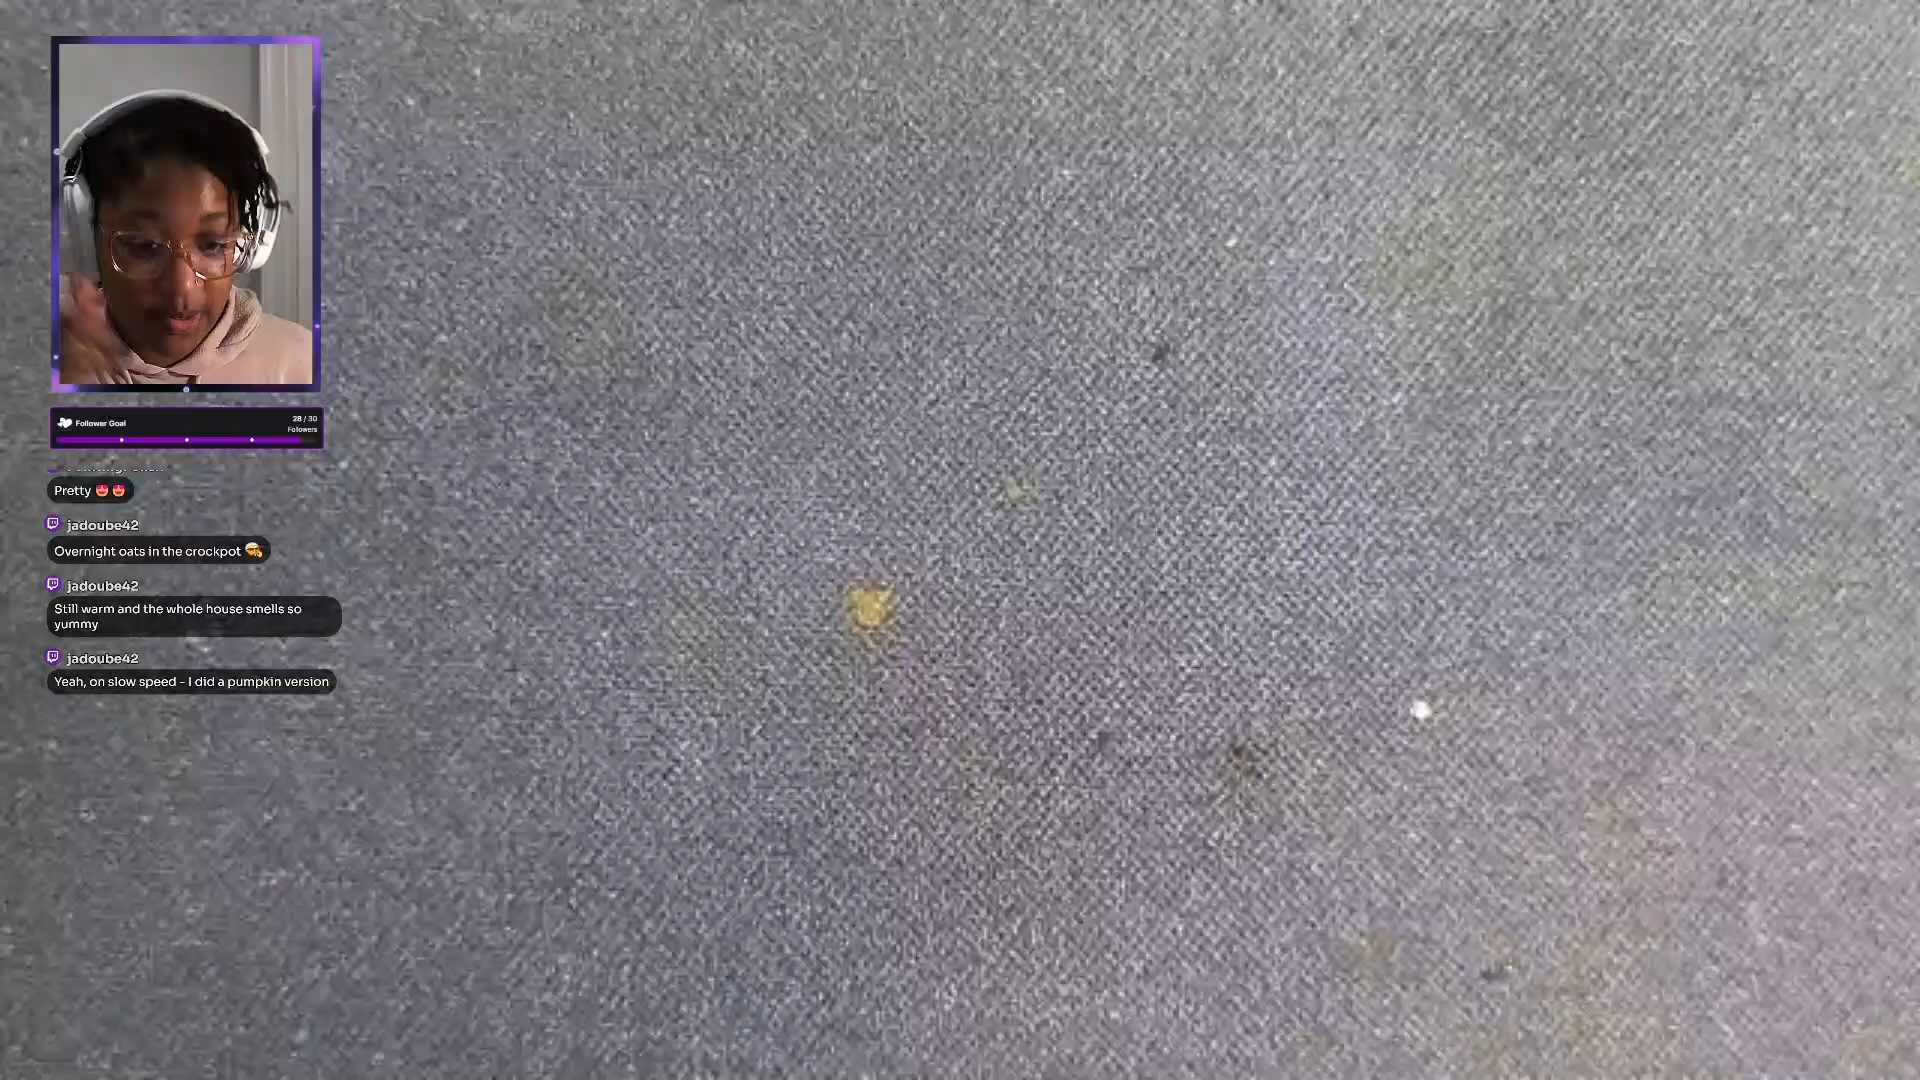 28 / 30
Follower Goal
Followers
Pretty 😍 😍
jadoube42
Overnight oats in the crockpot
jadoube42
Still warm and the whole house smells so
yummy
jadoube42
Yeah, on slow speed - I did a pumpkin version